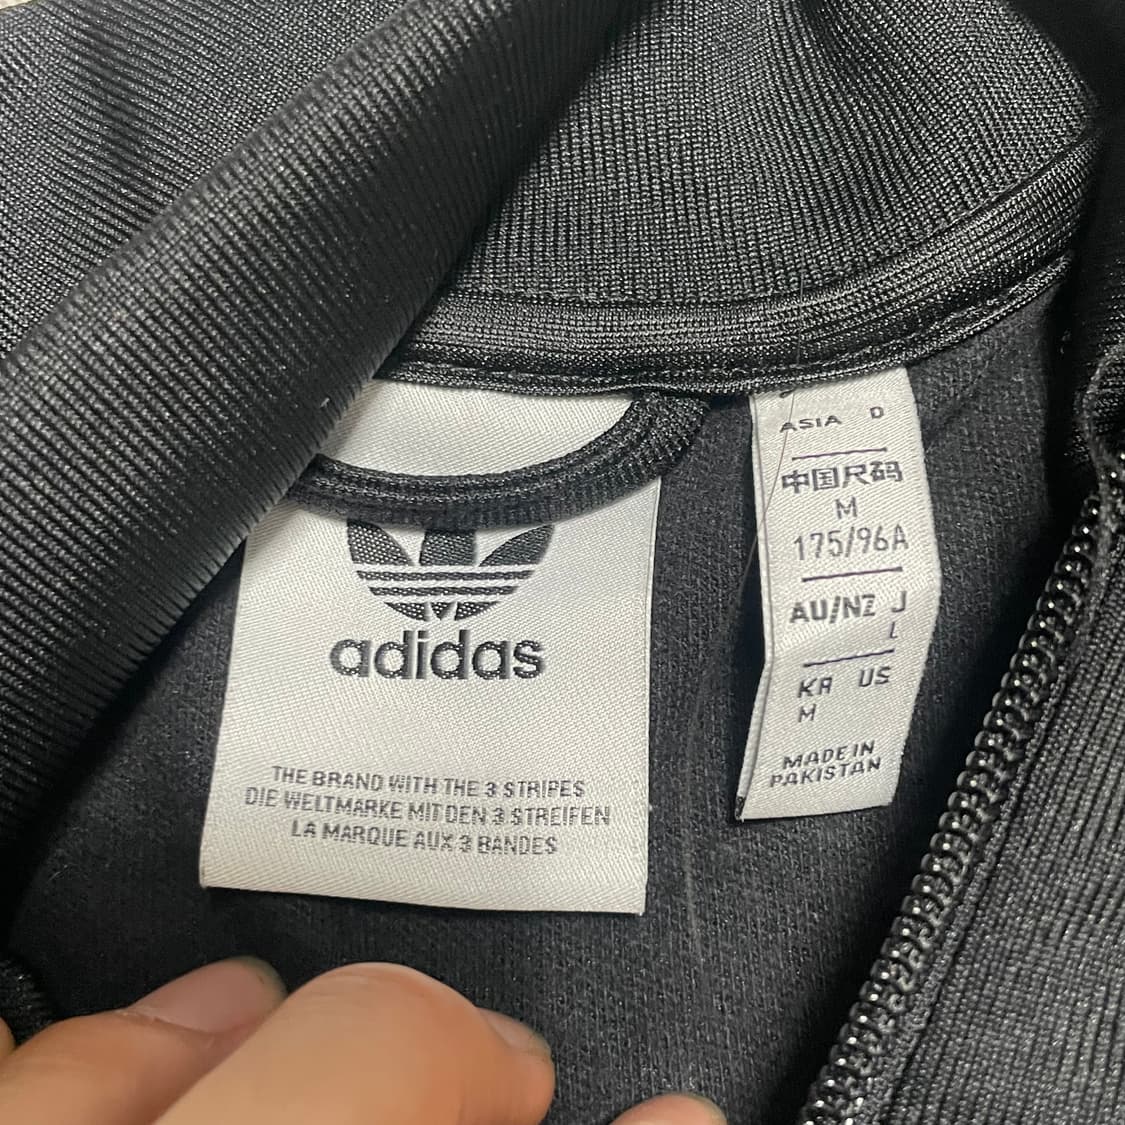 adidas
THE BRAND WITH THE 3 STRIPES
DIE WELTMARKE MIT DEN 3 STREIFEN
LA MARQUE AUX 3 BANDES
ASIA D
中国尺码
M
175/96A
AU/NZ J
L
KR US
M
MADE IN
PAKISTAN